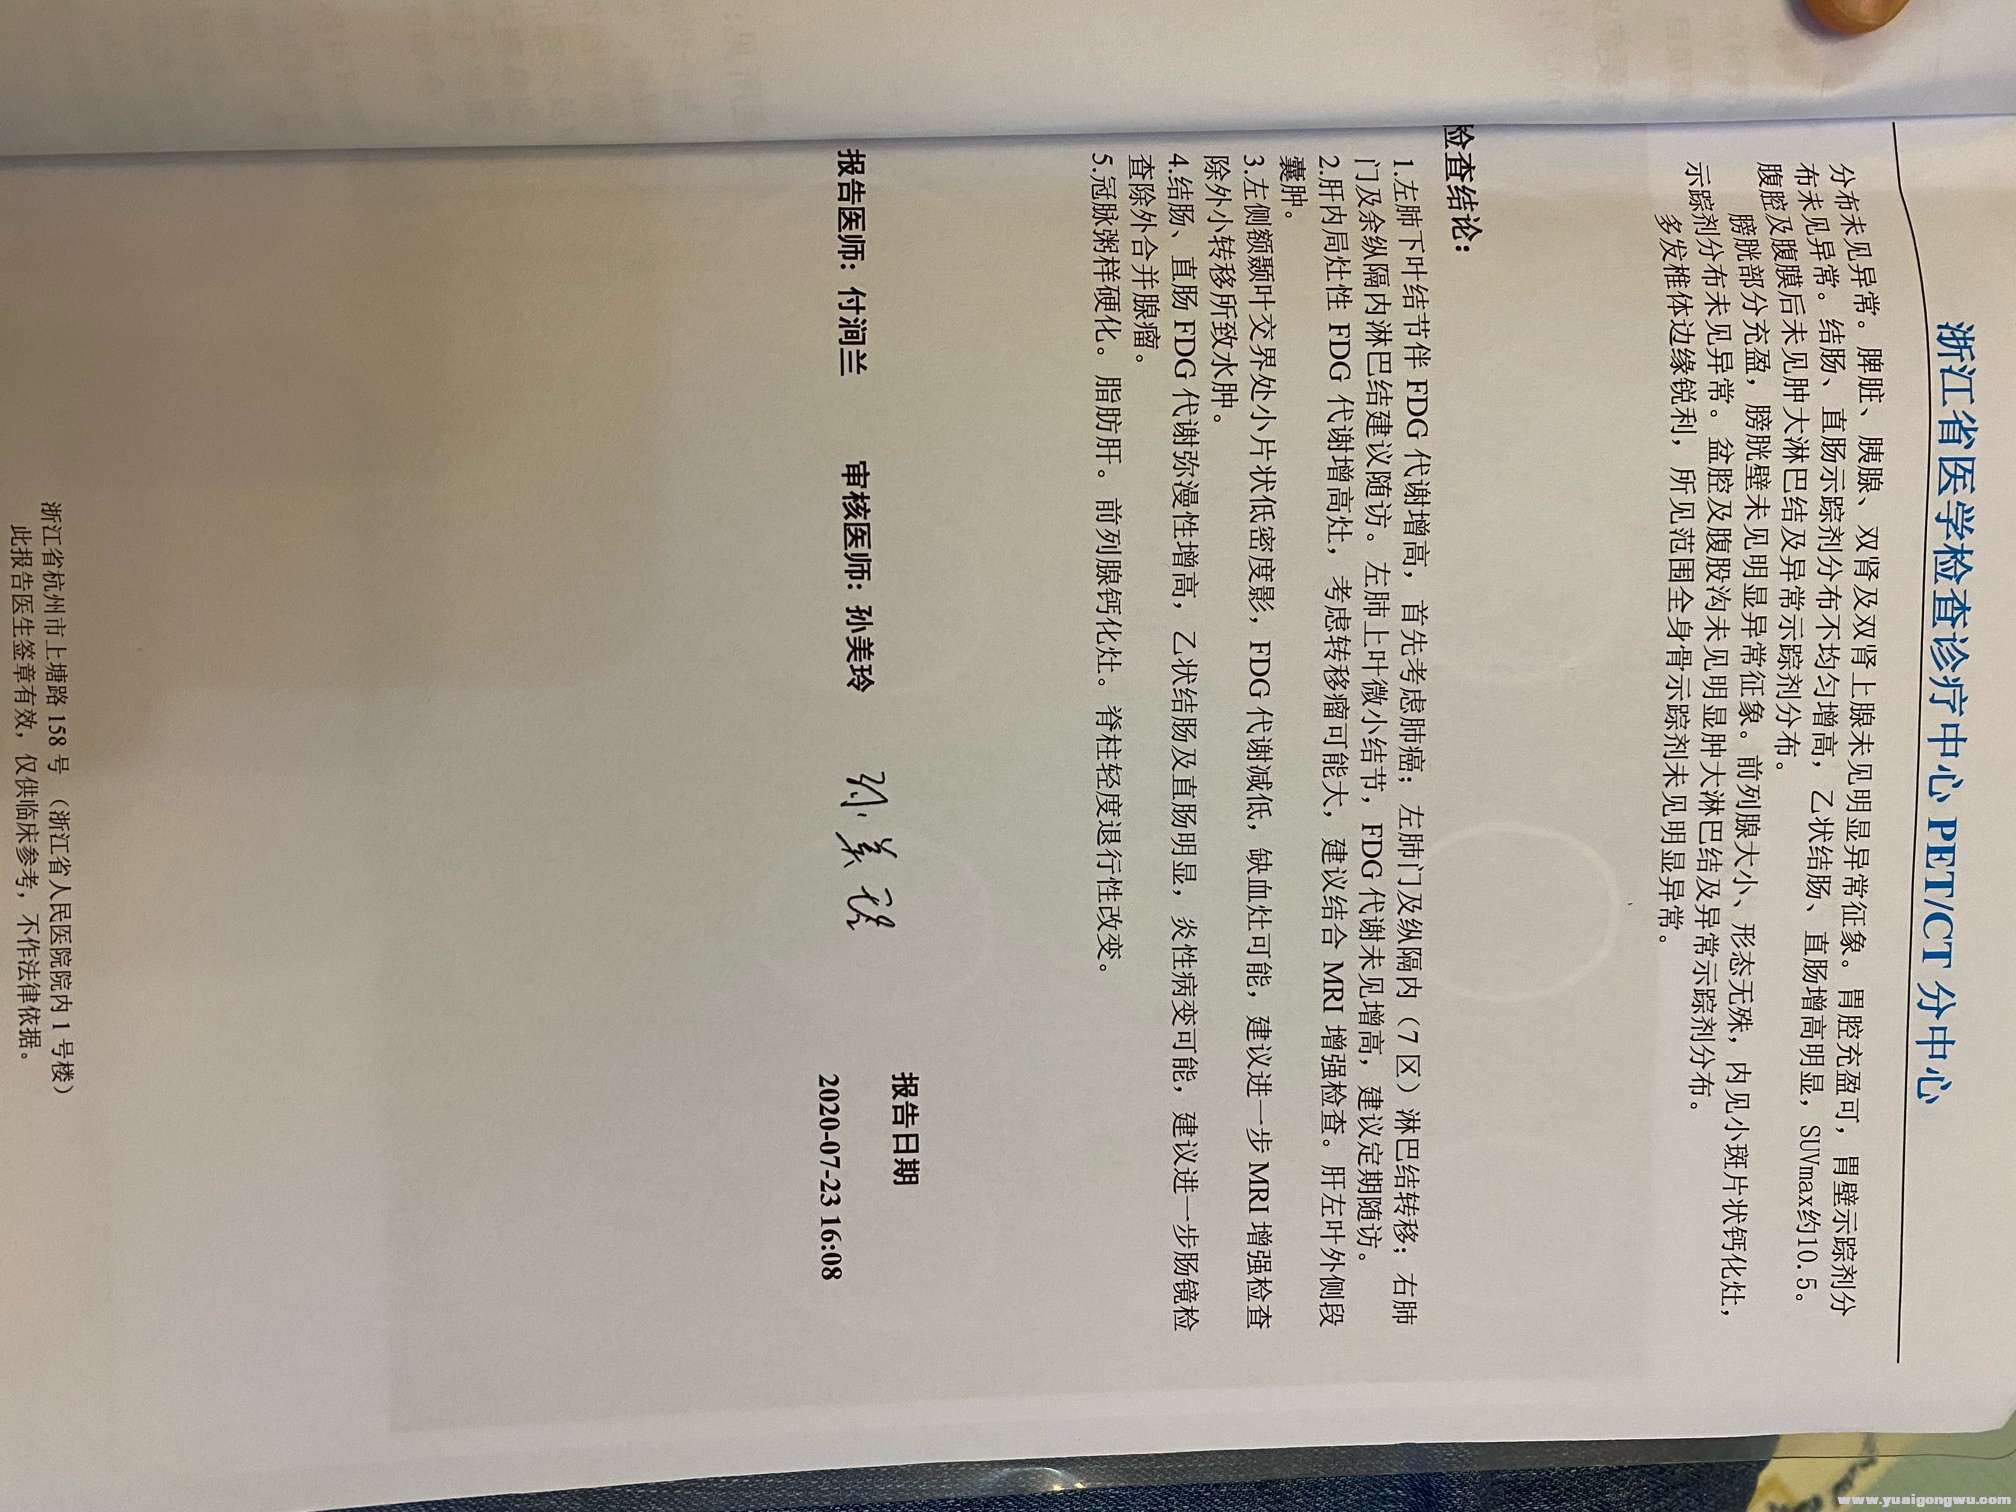 浙江省医学检查诊疗中心 PET/CT 分中心
分布未见异常。脾脏、胰腺、双肾及双肾上腺未见明显异常征象。胃腔充盈可，胃壁示踪剂分
布未见异常。结肠、直肠示踪剂分布不均匀增高，乙状结肠、直肠增高明显，SUVmax约10.5。
腹腔及腹膜后未见肿大淋巴结及异常示踪剂分布。
膀胱部分充盈，膀胱壁未见明显异常征象。前列腺大小、形态无殊，内见小斑片状钙化灶，
示踪剂分布未见异常。盆腔及腹股沟未见明显肿大淋巴结及异常示踪剂分布。
多发椎体边缘锐利，所见范围全身骨示踪剂未见明显异常。
检查结论：
1.左肺下叶结节伴 FDG 代谢增高，首先考虑肺癌；左肺门及纵隔内（7 区）淋巴结转移；右肺
门及余纵隔内淋巴结建议随访。左肺上叶微小结节，FDG 代谢未见增高，建议定期随访。
2.肝内局灶性 FDG 代谢增高灶，考虑转移瘤可能大，建议结合 MRI 增强检查。肝左叶外侧段
囊肿。
3.左侧额颞叶交界处小片状低密度影，FDG 代谢减低，缺血灶可能，建议进一步 MRI 增强检查
除外小转移所致水肿。
4.结肠、直肠 FDG 代谢弥漫性增高，乙状结肠及直肠明显，炎性病变可能，建议进一步肠镜检
查除外合并腺瘤。
5.冠脉粥样硬化。脂肪肝。前列腺钙化灶。脊柱轻度退行性改变。
报告日期
报告医师：付润兰 审核医师：孙美玲 孙美玲 2020-07-23 16:08
浙江省杭州市上塘路 158 号 （浙江省人民医院院内 1 号楼）
此报告医生签章有效，仅供临床参考，不作法律依据。
www.yuaigongwu.com